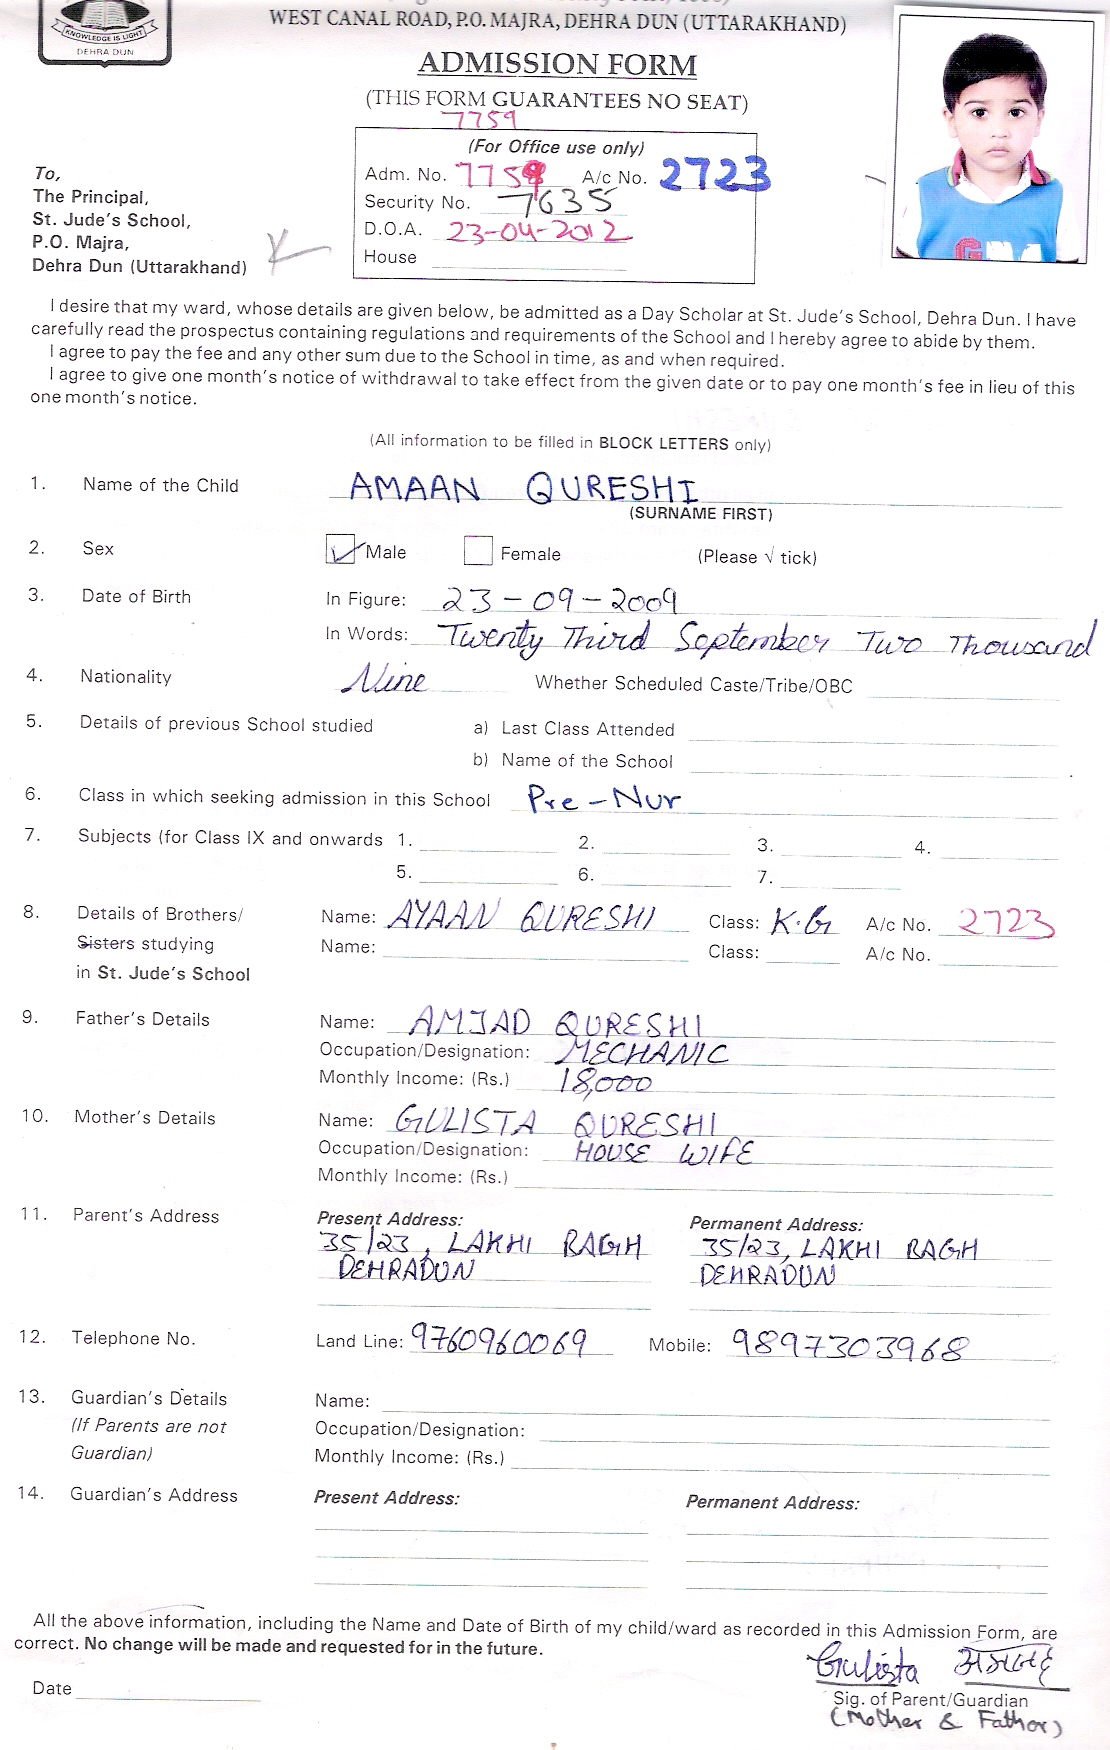 KNOWLEDGE IS LIGHT
DEHRA DUN
WEST CANAL ROAD, P.O. MAJRA, DEHRA DUN (UTTARAKHAND)
ADMISSION FORM
(THIS FORM GUARANTEES NO SEAT)
7759
(For Office use only)
Adm. No. 7759 A/c No. 2723
Security No. 7635
D.O.A. 23-04-2012
House
To,
The Principal,
St. Jude's School,
P.O. Majra,
Dehra Dun (Uttarakhand)
I desire that my ward, whose details are given below, be admitted as a Day Scholar at St. Jude's School, Dehra Dun. I have
carefully read the prospectus containing regulations and requirements of the School and I hereby agree to abide by them.
I agree to pay the fee and any other sum due to the School in time, as and when required.
I agree to give one month's notice of withdrawal to take effect from the given date or to pay one month's fee in lieu of this
one month's notice.
(All information to be filled in BLOCK LETTERS only)
1. Name of the Child AMAAN QURESHI
(SURNAME FIRST)
2. Sex Male Female (Please √ tick)
3. Date of Birth In Figure: 23-09-2009
In Words: Twenty Third September Two Thousand
4. Nationality Nine Whether Scheduled Caste/Tribe/OBC
5. Details of previous School studied a) Last Class Attended
b) Name of the School
6. Class in which seeking admission in this School Pre-Nur
7. Subjects (for Class IX and onwards 1. 2. 3. 4.
5. 6. 7.
8. Details of Brothers/ Name: AYAAN QURESHI Class: K.G A/c No. 2723
Sisters studying Name: Class: A/c No.
in St. Jude's School
9. Father's Details Name: AMJAD QURESHI
Occupation/Designation: MECHANIC
Monthly Income: (Rs.) 18,000
10. Mother's Details Name: GULISTA QURESHI
Occupation/Designation: HOUSE WIFE
Monthly Income: (Rs.)
11. Parent's Address Present Address: Permanent Address:
35/23, LAKHI BAGH 35/23, LAKHI BAGH
DEHRADUN DEHRADUN
12. Telephone No. Land Line: 9760960069 Mobile: 9897303968
13. Guardian's Details Name:
(If Parents are not Occupation/Designation:
Guardian) Monthly Income: (Rs.)
14. Guardian's Address Present Address: Permanent Address:
All the above information, including the Name and Date of Birth of my child/ward as recorded in this Admission Form, are
correct. No change will be made and requested for in the future.
Gulista अमजद
Date Sig. of Parent/Guardian
(Mother & Father)